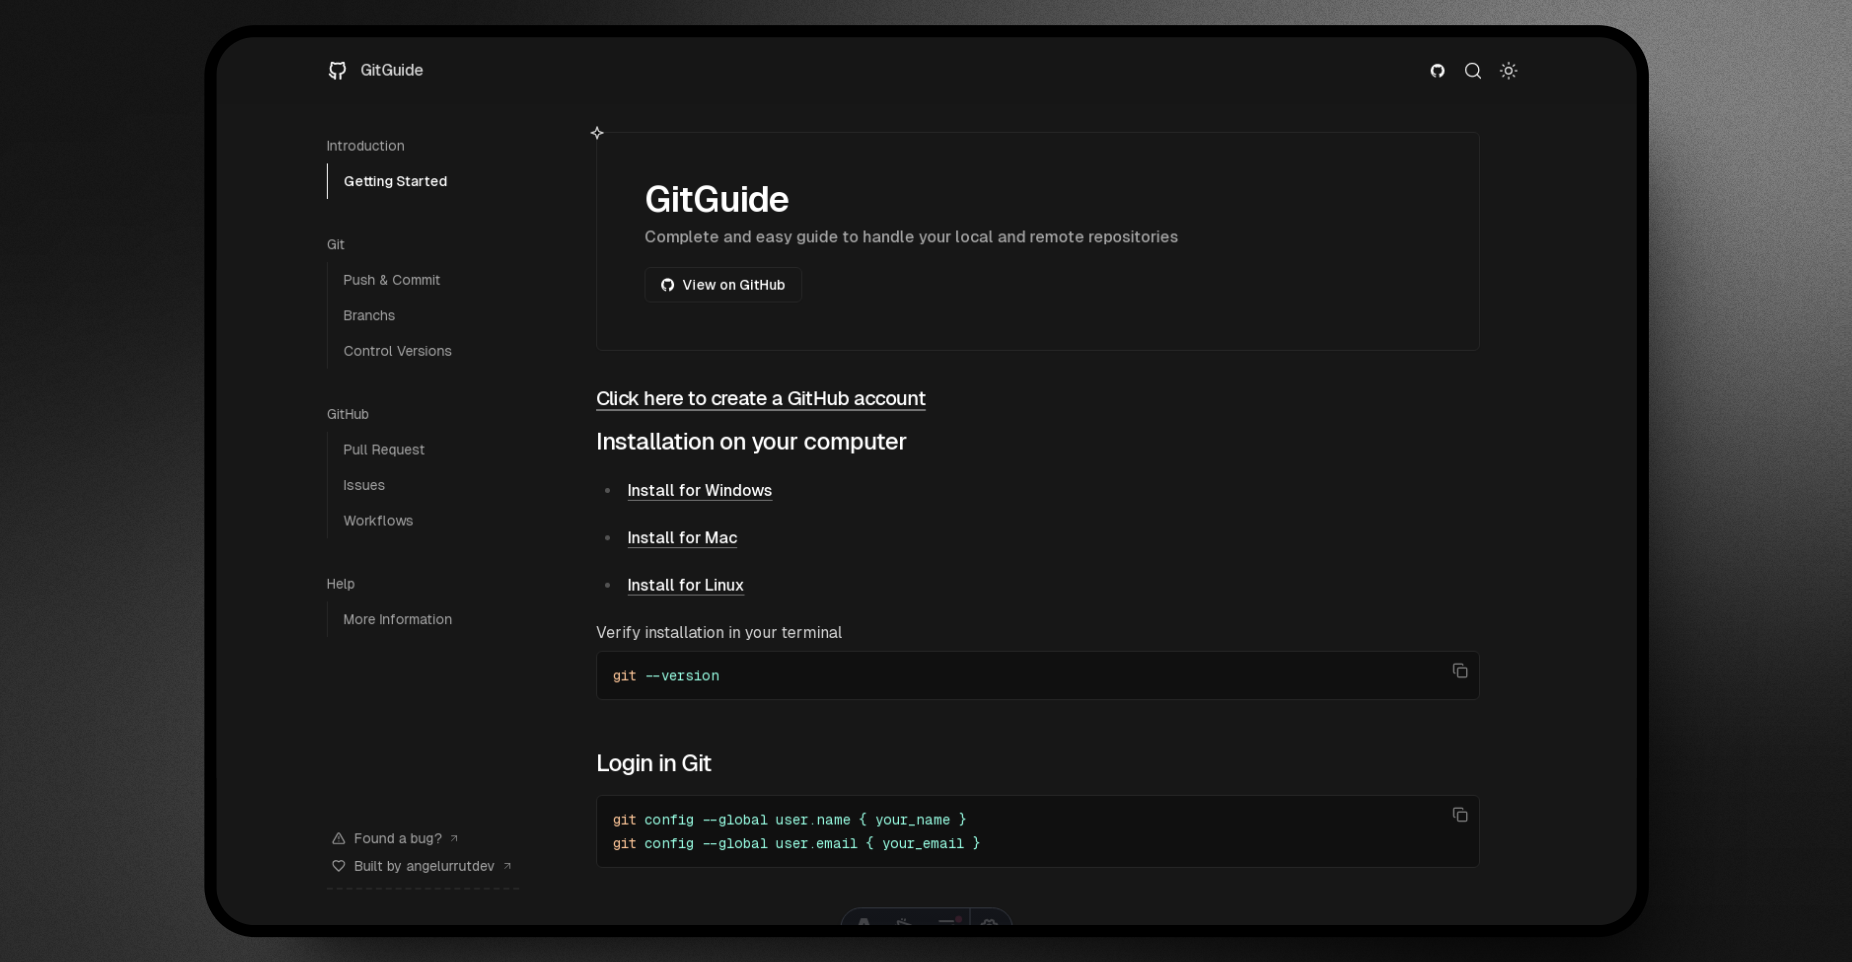 GitGuide
Introduction
Getting Started
Git
Push & Commit
Branchs
Control Versions
GitHub
Pull Request
Issues
Workflows
Help
More Information
Found a bug?
Built by angelurrutdev
GitGuide
Complete and easy guide to handle your local and remote repositories
View on GitHub
Click here to create a GitHub account
Installation on your computer
Install for Windows
Install for Mac
Install for Linux
Verify installation in your terminal
git --version
Login in Git
git config --global user.name { your_name }
git config --global user.email { your_email }